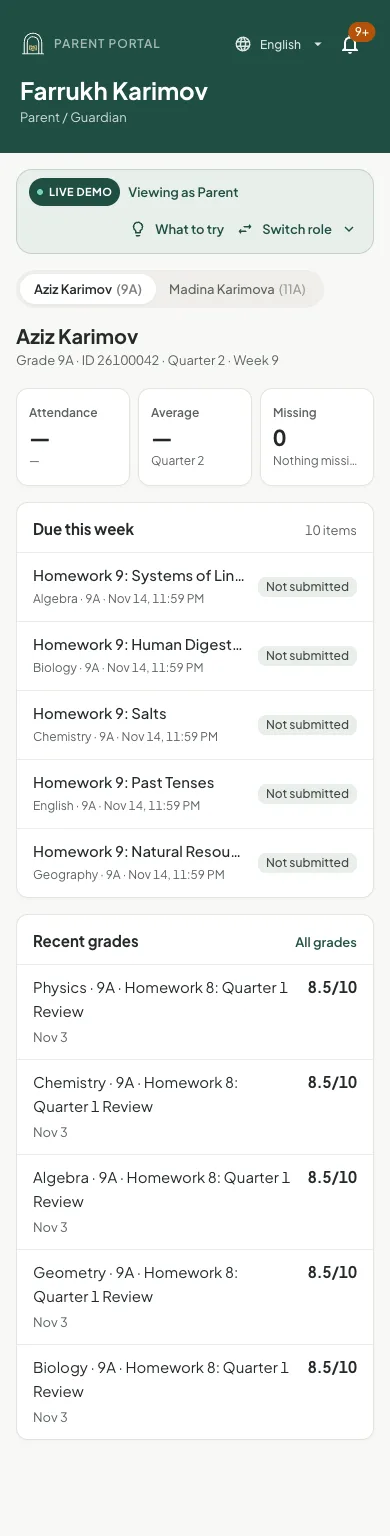 PARENT PORTAL
English
9+
Farrukh Karimov
Parent / Guardian
LIVE DEMO
Viewing as Parent
What to try
Switch role
Aziz Karimov (9A)
Madina Karimova (11A)
Aziz Karimov
Grade 9A · ID 26100042 · Quarter 2 · Week 9
Attendance
—
—
Average
—
Quarter 2
Missing
0
Nothing missi...
Due this week
10 items
Homework 9: Systems of Lin...
Algebra · 9A · Nov 14, 11:59 PM
Not submitted
Homework 9: Human Digest...
Biology · 9A · Nov 14, 11:59 PM
Not submitted
Homework 9: Salts
Chemistry · 9A · Nov 14, 11:59 PM
Not submitted
Homework 9: Past Tenses
English · 9A · Nov 14, 11:59 PM
Not submitted
Homework 9: Natural Resou...
Geography · 9A · Nov 14, 11:59 PM
Not submitted
Recent grades
All grades
Physics · 9A · Homework 8: Quarter 1
Review
8.5/10
Nov 3
Chemistry · 9A · Homework 8:
Quarter 1 Review
8.5/10
Nov 3
Algebra · 9A · Homework 8: Quarter 1
Review
8.5/10
Nov 3
Geometry · 9A · Homework 8:
Quarter 1 Review
8.5/10
Nov 3
Biology · 9A · Homework 8: Quarter 1
Review
8.5/10
Nov 3